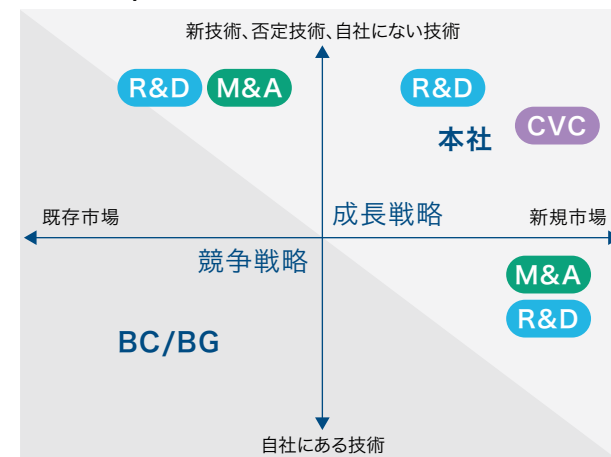 新技術、否定技術、自社にない技術
R&D M&A R&D
CVC
本社
既存市場 成長戦略 新規市場
競争戦略
M&A
R&D
BC/BG
自社にある技術